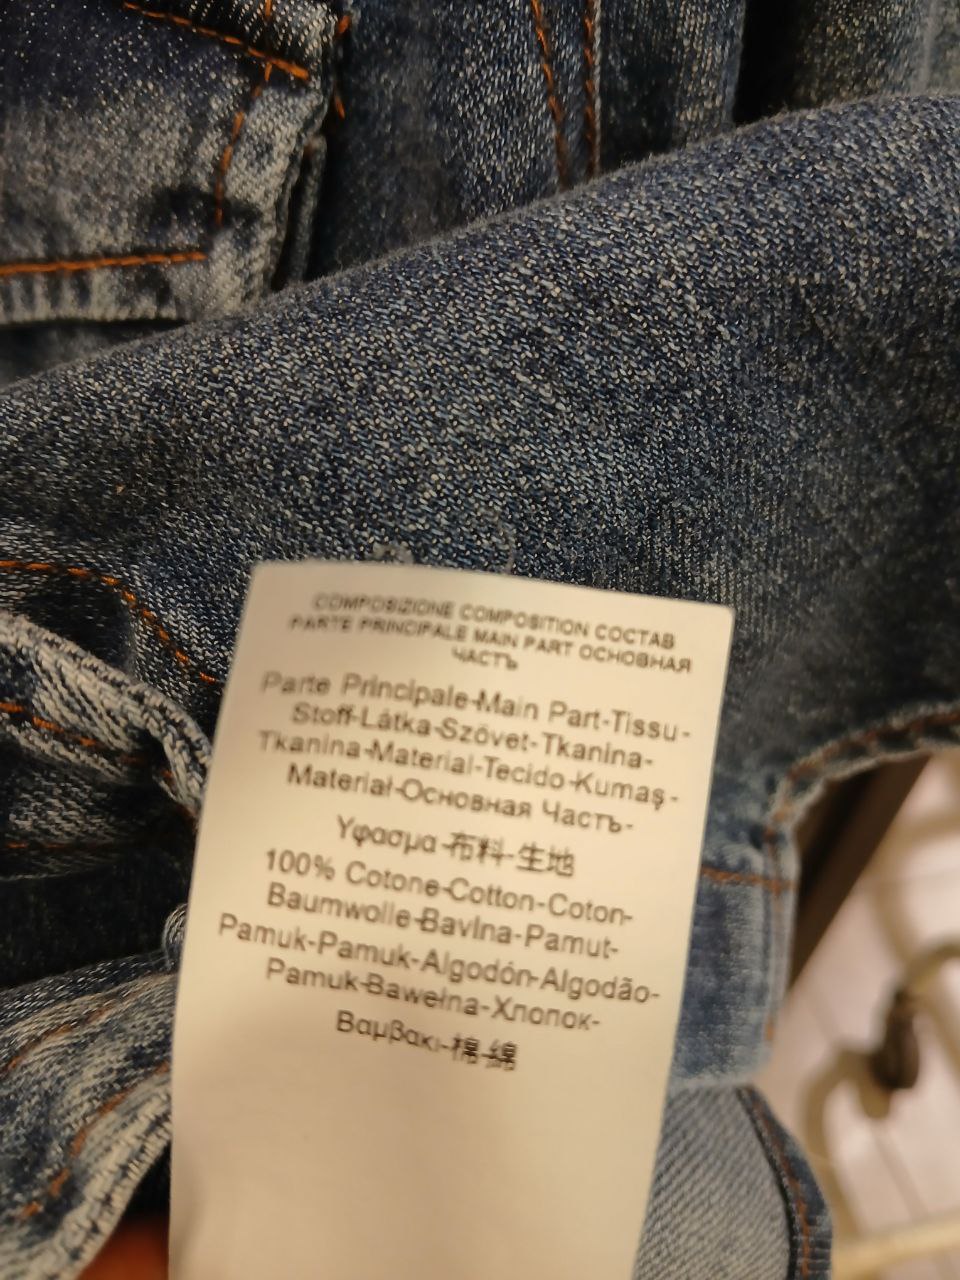 COMPOSIZIONE COMPOSITION СОСТАВ
PARTE PRINCIPALE MAIN PART ОСНОВНАЯ
ЧАСТЬ
Parte Principale-Main Part-Tissu-
Stoff-Látka-Szövet-Tkanina-
Tkanina-Material-Tecido-Kumaş-
Materiał-Основная Часть-
Υφασμα-布料-生地
100% Cotone-Cotton-Coton-
Baumwolle-Bavlna-Pamut-
Pamuk-Pamuk-Algodón-Algodão-
Pamuk-Bawełna-Хлопок-
Βαμβακι-棉-綿